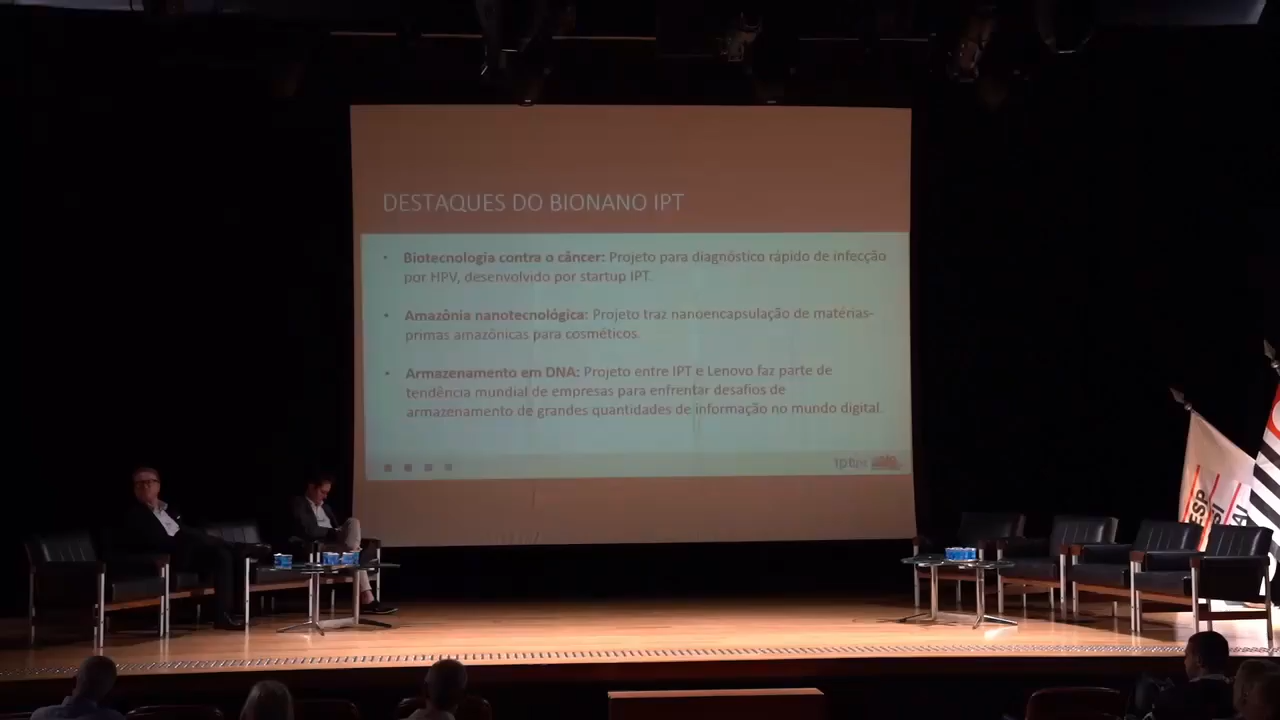 DESTAQUES DO BIONANO IPT
• Biotecnologia contra o câncer: Projeto para diagnóstico rápido de infecção
por HPV, desenvolvido por startup IPT.
• Amazônia nanotecnológica: Projeto traz nanoencapsulação de matérias-
primas amazônicas para cosméticos.
• Armazenamento em DNA: Projeto entre IPT e Lenovo faz parte de
tendência mundial de empresas para enfrentar desafios de
armazenamento de grandes quantidades de informação no mundo digital.
ipt